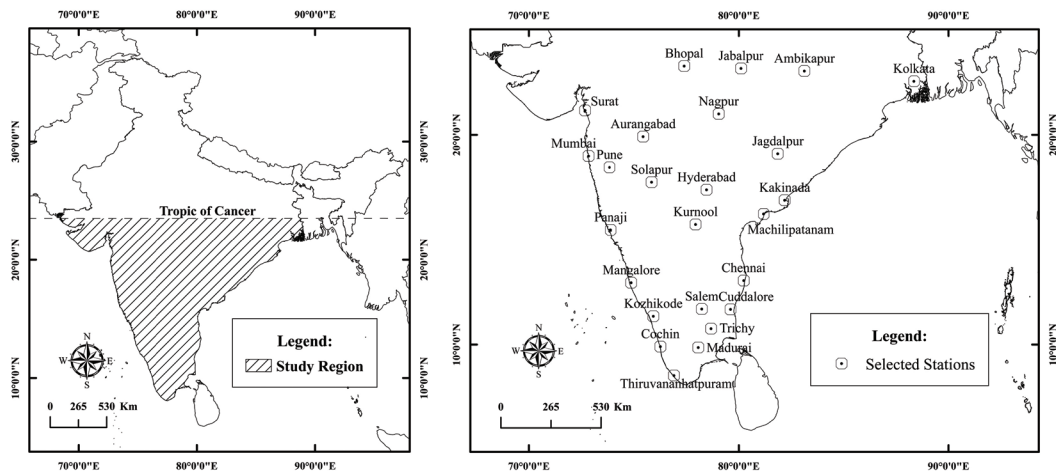 70°0'0"E 80°0'0"E 90°0'0"E
30°0'0"N
20°0'0"N
10°0'0"N
Tropic of Cancer
Legend:
Study Region
N
W E
S
0 265 530 Km
30°0'0"N
20°0'0"N
10°0'0"N
70°0'0"E 80°0'0"E 90°0'0"E
70°0'0"E 80°0'0"E 90°0'0"E
20°0'0"N
10°0'0"N
Bhopal
Jabalpur
Ambikapur
Kolkata
Surat
Nagpur
Aurangabad
Mumbai
Pune
Jagdalpur
Solapur
Hyderabad
Kakinada
Panaji
Kurnool
Machilipatanam
Mangalore
Chennai
Kozhikode
Salem
Cuddalore
Cochin
Trichy
Madurai
Thiruvananhatpuramt
Legend:
Selected Stations
N
W E
S
0 265 530 Km
20°0'0"N
10°0'0"N
70°0'0"E 80°0'0"E 90°0'0"E